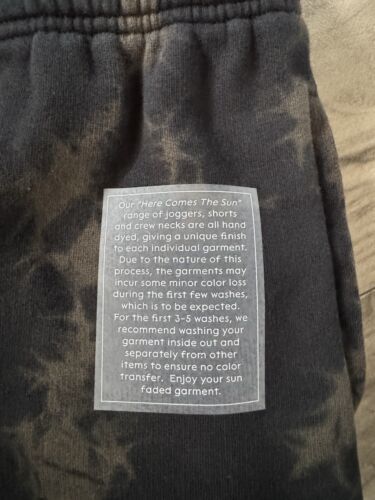 Our "Here Comes The Sun"
range of joggers, shorts
and crew necks are all hand
dyed, giving a unique finish
to each individual garment.
Due to the nature of this
process, the garments may
incur some minor color loss
during the first few washes,
which is to be expected.
For the first 3-5 washes, we
recommend washing your
garment inside out and
separately from other
items to ensure no color
transfer. Enjoy your sun
faded garment.